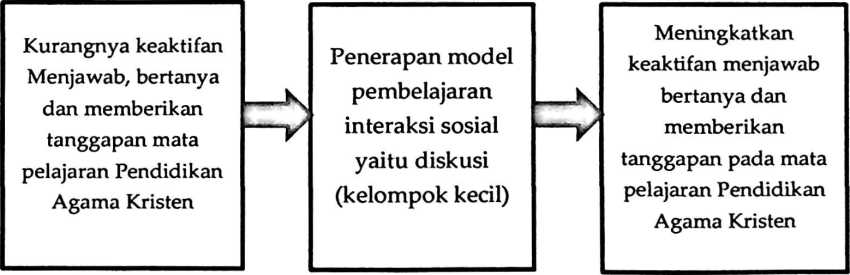 Kurangnya keaktifan
Menjawab, bertanya
dan memberikan
tanggapan mata
pelajaran Pendidikan
Agama Kristen
Penerapan model
pembelajaran
interaksi sosial
yaitu diskusi
(kelompok kecil)
Meningkatkan
keaktifan menjawab
bertanya dan
memberikan
tanggapan pada mata
pelajaran Pendidikan
Agama Kristen